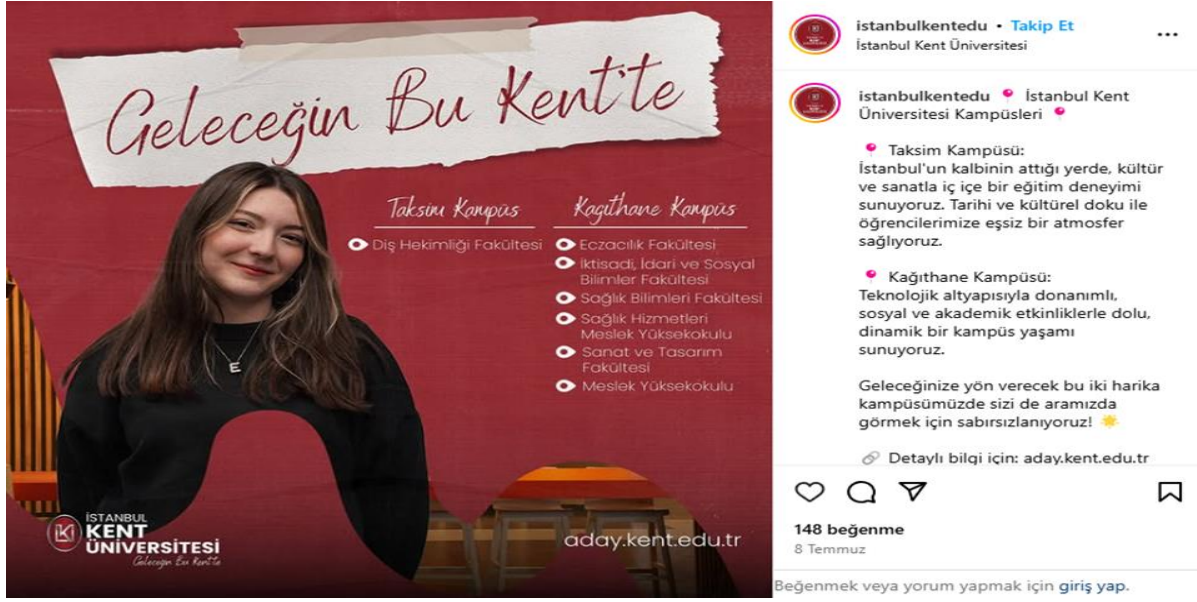 Geleceğin Bu Kent'te
Taksim Kampüs
Diş Hekimliği Fakültesi
Kağıthane Kampüs
Eczacılık Fakültesi
İktisadi, İdari ve Sosyal
Bilimler Fakültesi
Sağlık Bilimleri Fakültesi
Sağlık Hizmetleri
Meslek Yüksekokulu
Sanat ve Tasarım
Fakültesi
Meslek Yüksekokulu
E
İSTANBUL
KENT
ÜNİVERSİTESİ
Geleceğin Bu Kent'te
aday.kent.edu.tr
istanbulkentedu • Takip Et
İstanbul Kent Üniversitesi
istanbulkentedu 📍 İstanbul Kent
Üniversitesi Kampüsleri 📍
📍 Taksim Kampüsü:
İstanbul'un kalbinin attığı yerde, kültür
ve sanatla iç içe bir eğitim deneyimi
sunuyoruz. Tarihi ve kültürel doku ile
öğrencilerimize eşsiz bir atmosfer
sağlıyoruz.
📍 Kağıthane Kampüsü:
Teknolojik altyapısıyla donanımlı,
sosyal ve akademik etkinliklerle dolu,
dinamik bir kampüs yaşamı
sunuyoruz.
Geleceğinize yön verecek bu iki harika
kampüsümüzde sizi de aramızda
görmek için sabırsızlanıyoruz! 🌟
🔗 Detaylı bilgi için: aday.kent.edu.tr
148 beğenme
8 Temmuz
Beğenmek veya yorum yapmak için giriş yap.